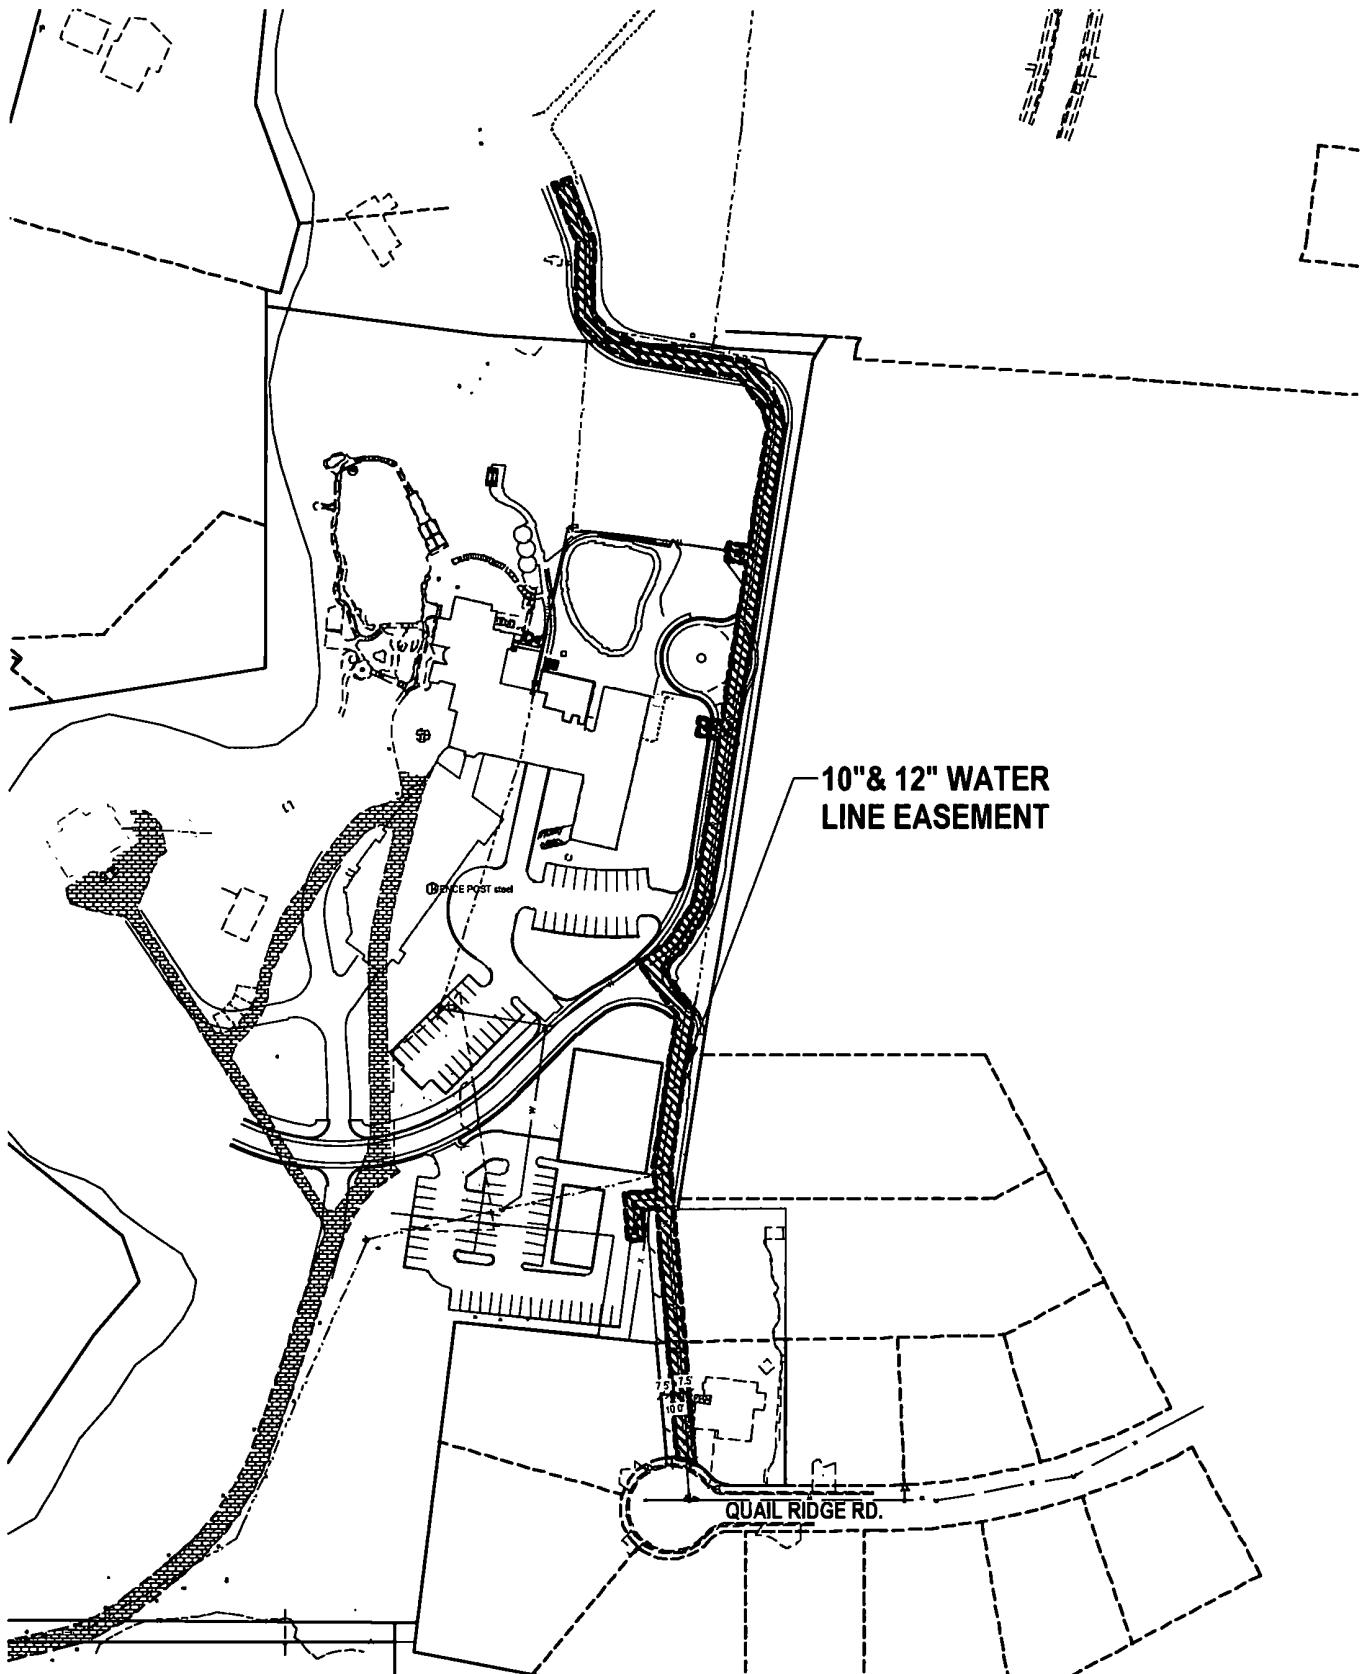 10"& 12" WATER
LINE EASEMENT
FENCE POST steel
W
X
7.5' 7.5'
10.0'
QUAIL RIDGE RD.